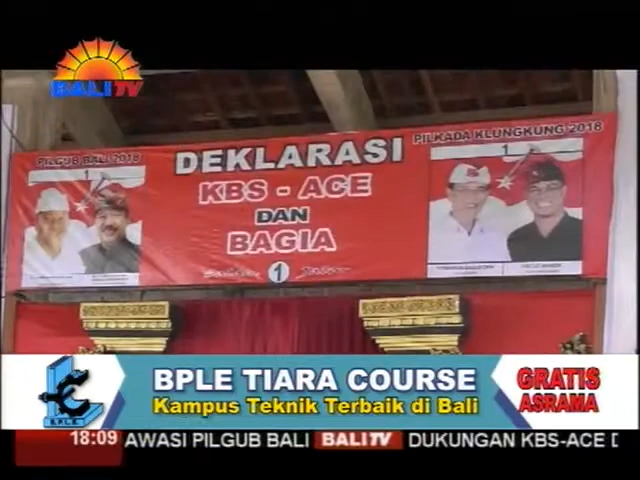 BALI TV
PILGUB BALI 2018
1
DEKLARASI
KBS - ACE
DAN
BAGIA
1
PILKADA KLUNGKUNG 2018
1
BPLE TIARA COURSE
Kampus Teknik Terbaik di Bali
GRATIS
ASRAMA
18:09 AWASI PILGUB BALI BALI TV DUKUNGAN KBS-ACE D